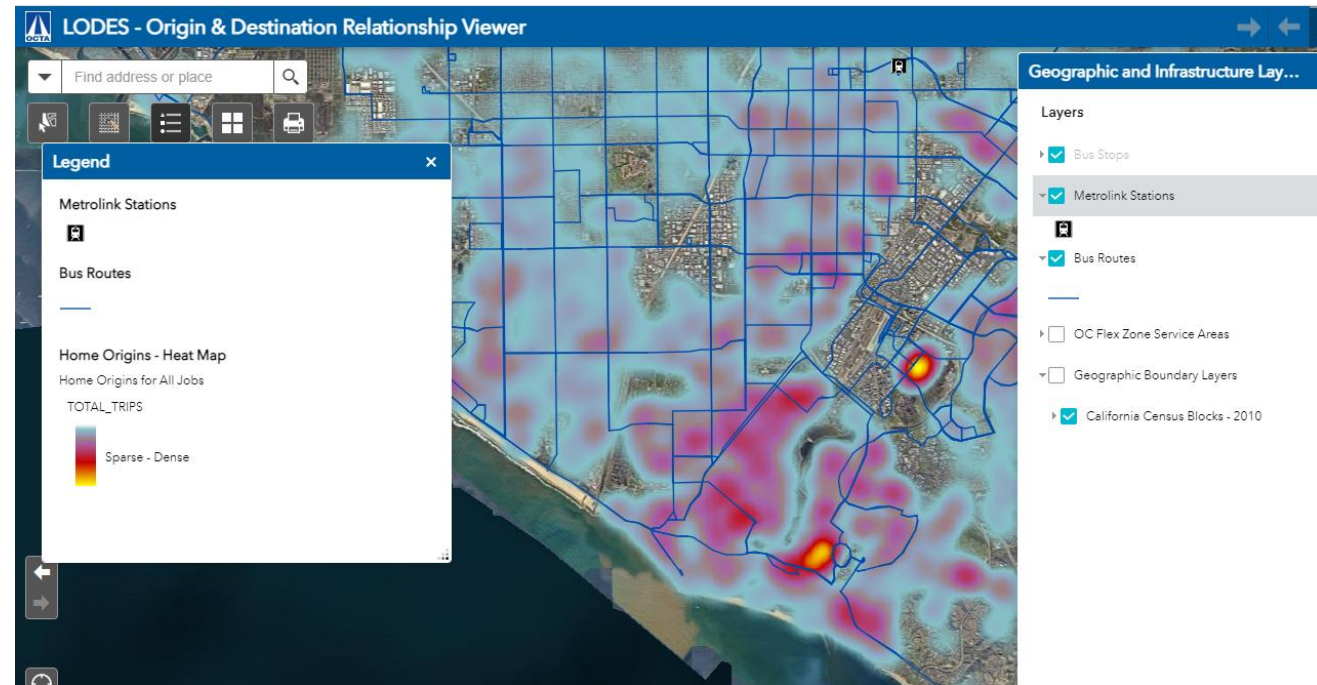 OCTA
LODES - Origin & Destination Relationship Viewer
Find address or place
Legend
Metrolink Stations
Bus Routes
Home Origins - Heat Map
Home Origins for All Jobs
TOTAL_TRIPS
Sparse - Dense
Geographic and Infrastructure Lay...
Layers
Bus Stops
Metrolink Stations
Bus Routes
OC Flex Zone Service Areas
Geographic Boundary Layers
California Census Blocks - 2010